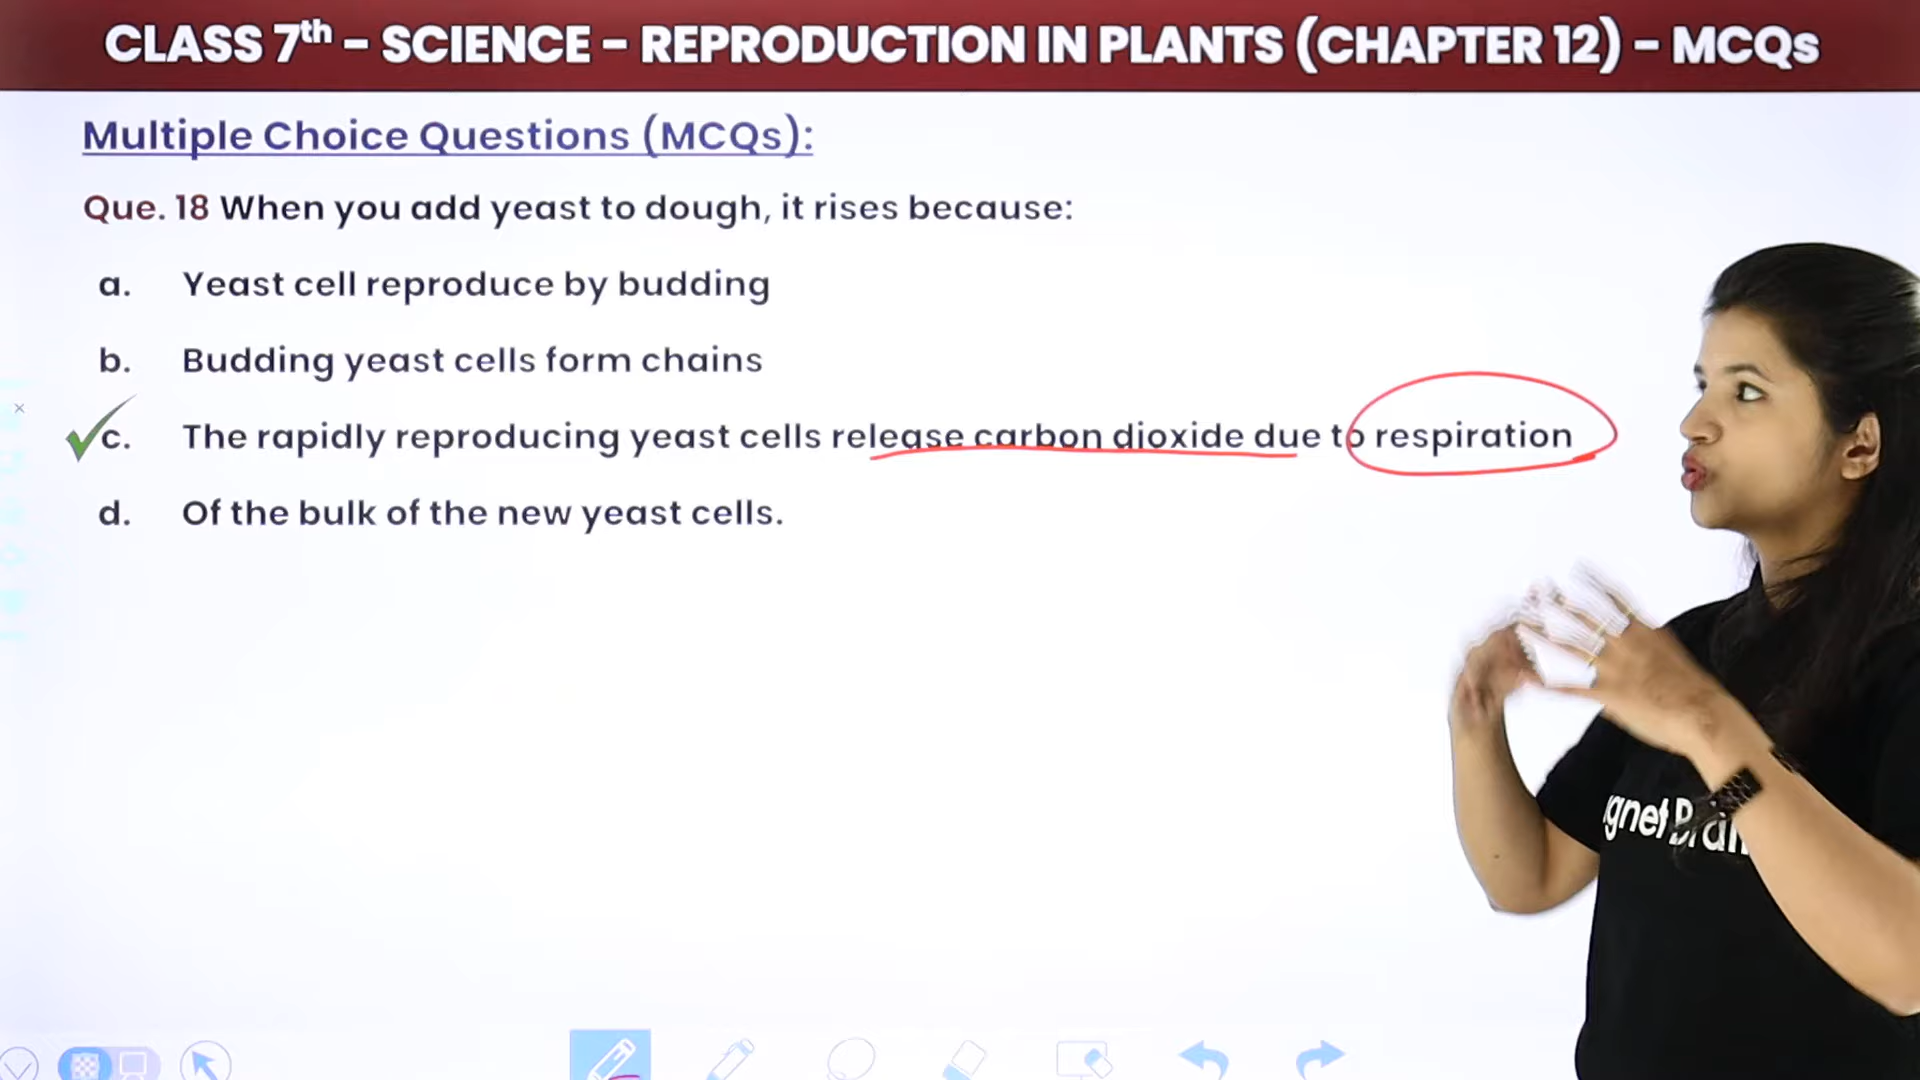 CLASS 7th – SCIENCE – REPRODUCTION IN PLANTS (CHAPTER 12) – MCQs
Multiple Choice Questions (MCQs):
Que. 18 When you add yeast to dough, it rises because:
a. Yeast cell reproduce by budding
b. Budding yeast cells form chains
c. The rapidly reproducing yeast cells release carbon dioxide due to respiration
d. Of the bulk of the new yeast cells.
gnet Brain